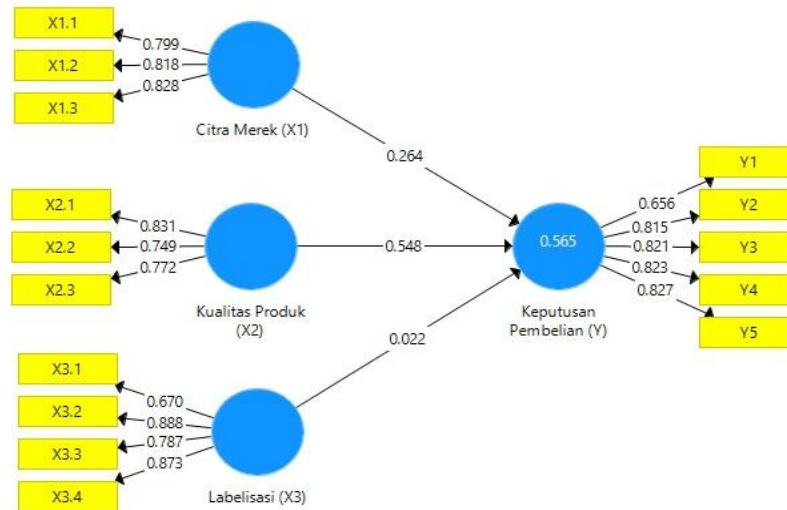 X1.1
X1.2
X1.3
0.799
0.818
0.828
Citra Merek (X1)
0.264
X2.1
X2.2
X2.3
0.831
0.749
0.772
Kualitas Produk
(X2)
0.548
X3.1
X3.2
X3.3
X3.4
0.670
0.888
0.787
0.873
Labelisasi (X3)
0.022
0.565
Keputusan
Pembelian (Y)
0.656
0.815
0.821
0.823
0.827
Y1
Y2
Y3
Y4
Y5